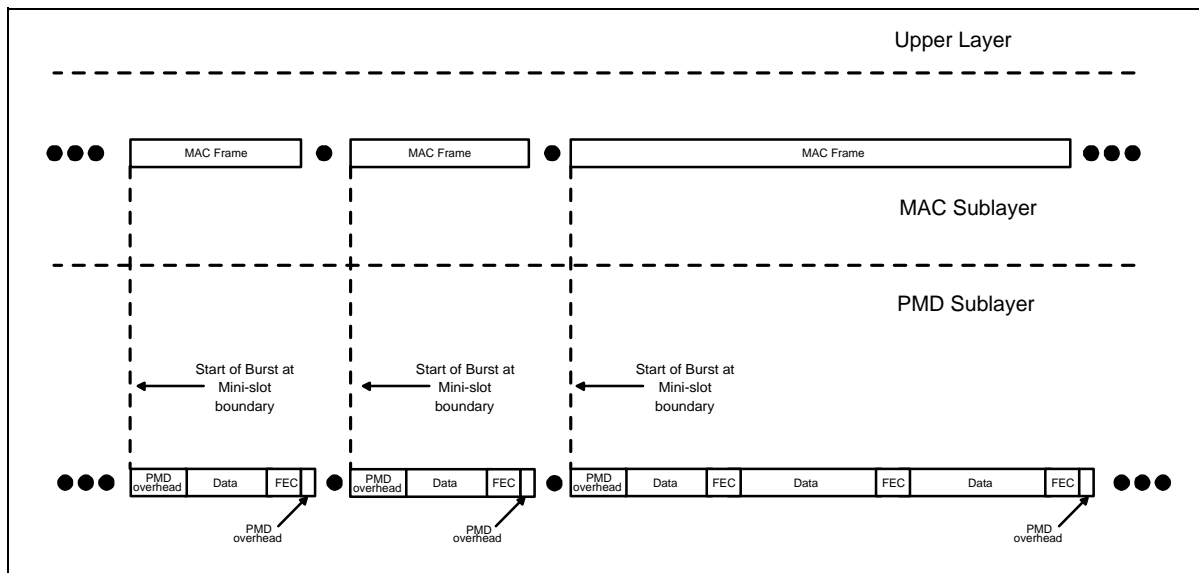 Upper Layer
MAC Frame
MAC Frame
MAC Frame
MAC Sublayer
PMD Sublayer
Start of Burst at
Mini-slot
boundary
Start of Burst at
Mini-slot
boundary
Start of Burst at
Mini-slot
boundary
PMD
overhead
Data
FEC
PMD
overhead
Data
FEC
PMD
overhead
Data
FEC
Data
FEC
Data
FEC
PMD
overhead
PMD
overhead
PMD
overhead